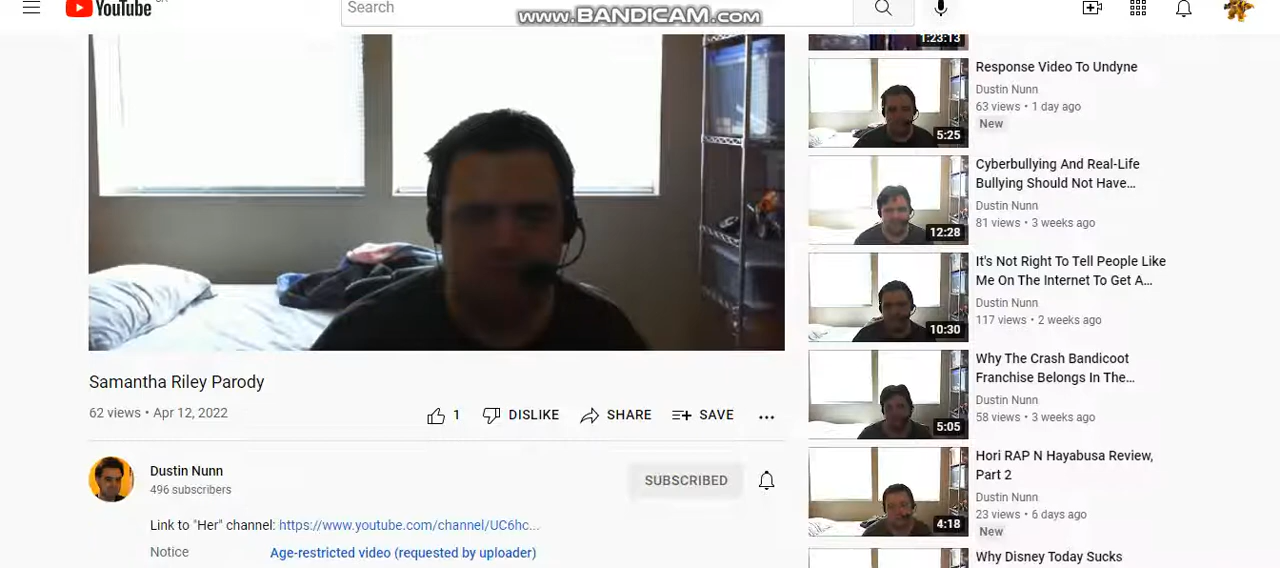 YouTube
Search
www.BANDICAM.com
1:23:13
Response Video To Undyne
Dustin Nunn
63 views • 1 day ago
New
5:25
Cyberbullying And Real-Life
Bullying Should Not Have...
Dustin Nunn
81 views • 3 weeks ago
12:28
It's Not Right To Tell People Like
Me On The Internet To Get A...
Dustin Nunn
117 views • 2 weeks ago
10:30
Why The Crash Bandicoot
Franchise Belongs In The...
Dustin Nunn
58 views • 3 weeks ago
5:05
Hori RAP N Hayabusa Review,
Part 2
Dustin Nunn
23 views • 6 days ago
New
4:18
Why Disney Today Sucks
Samantha Riley Parody
62 views • Apr 12, 2022
1 DISLIKE SHARE SAVE
Dustin Nunn
496 subscribers
SUBSCRIBED
Link to "Her" channel: https://www.youtube.com/channel/UC6hc...
Notice Age-restricted video (requested by uploader)